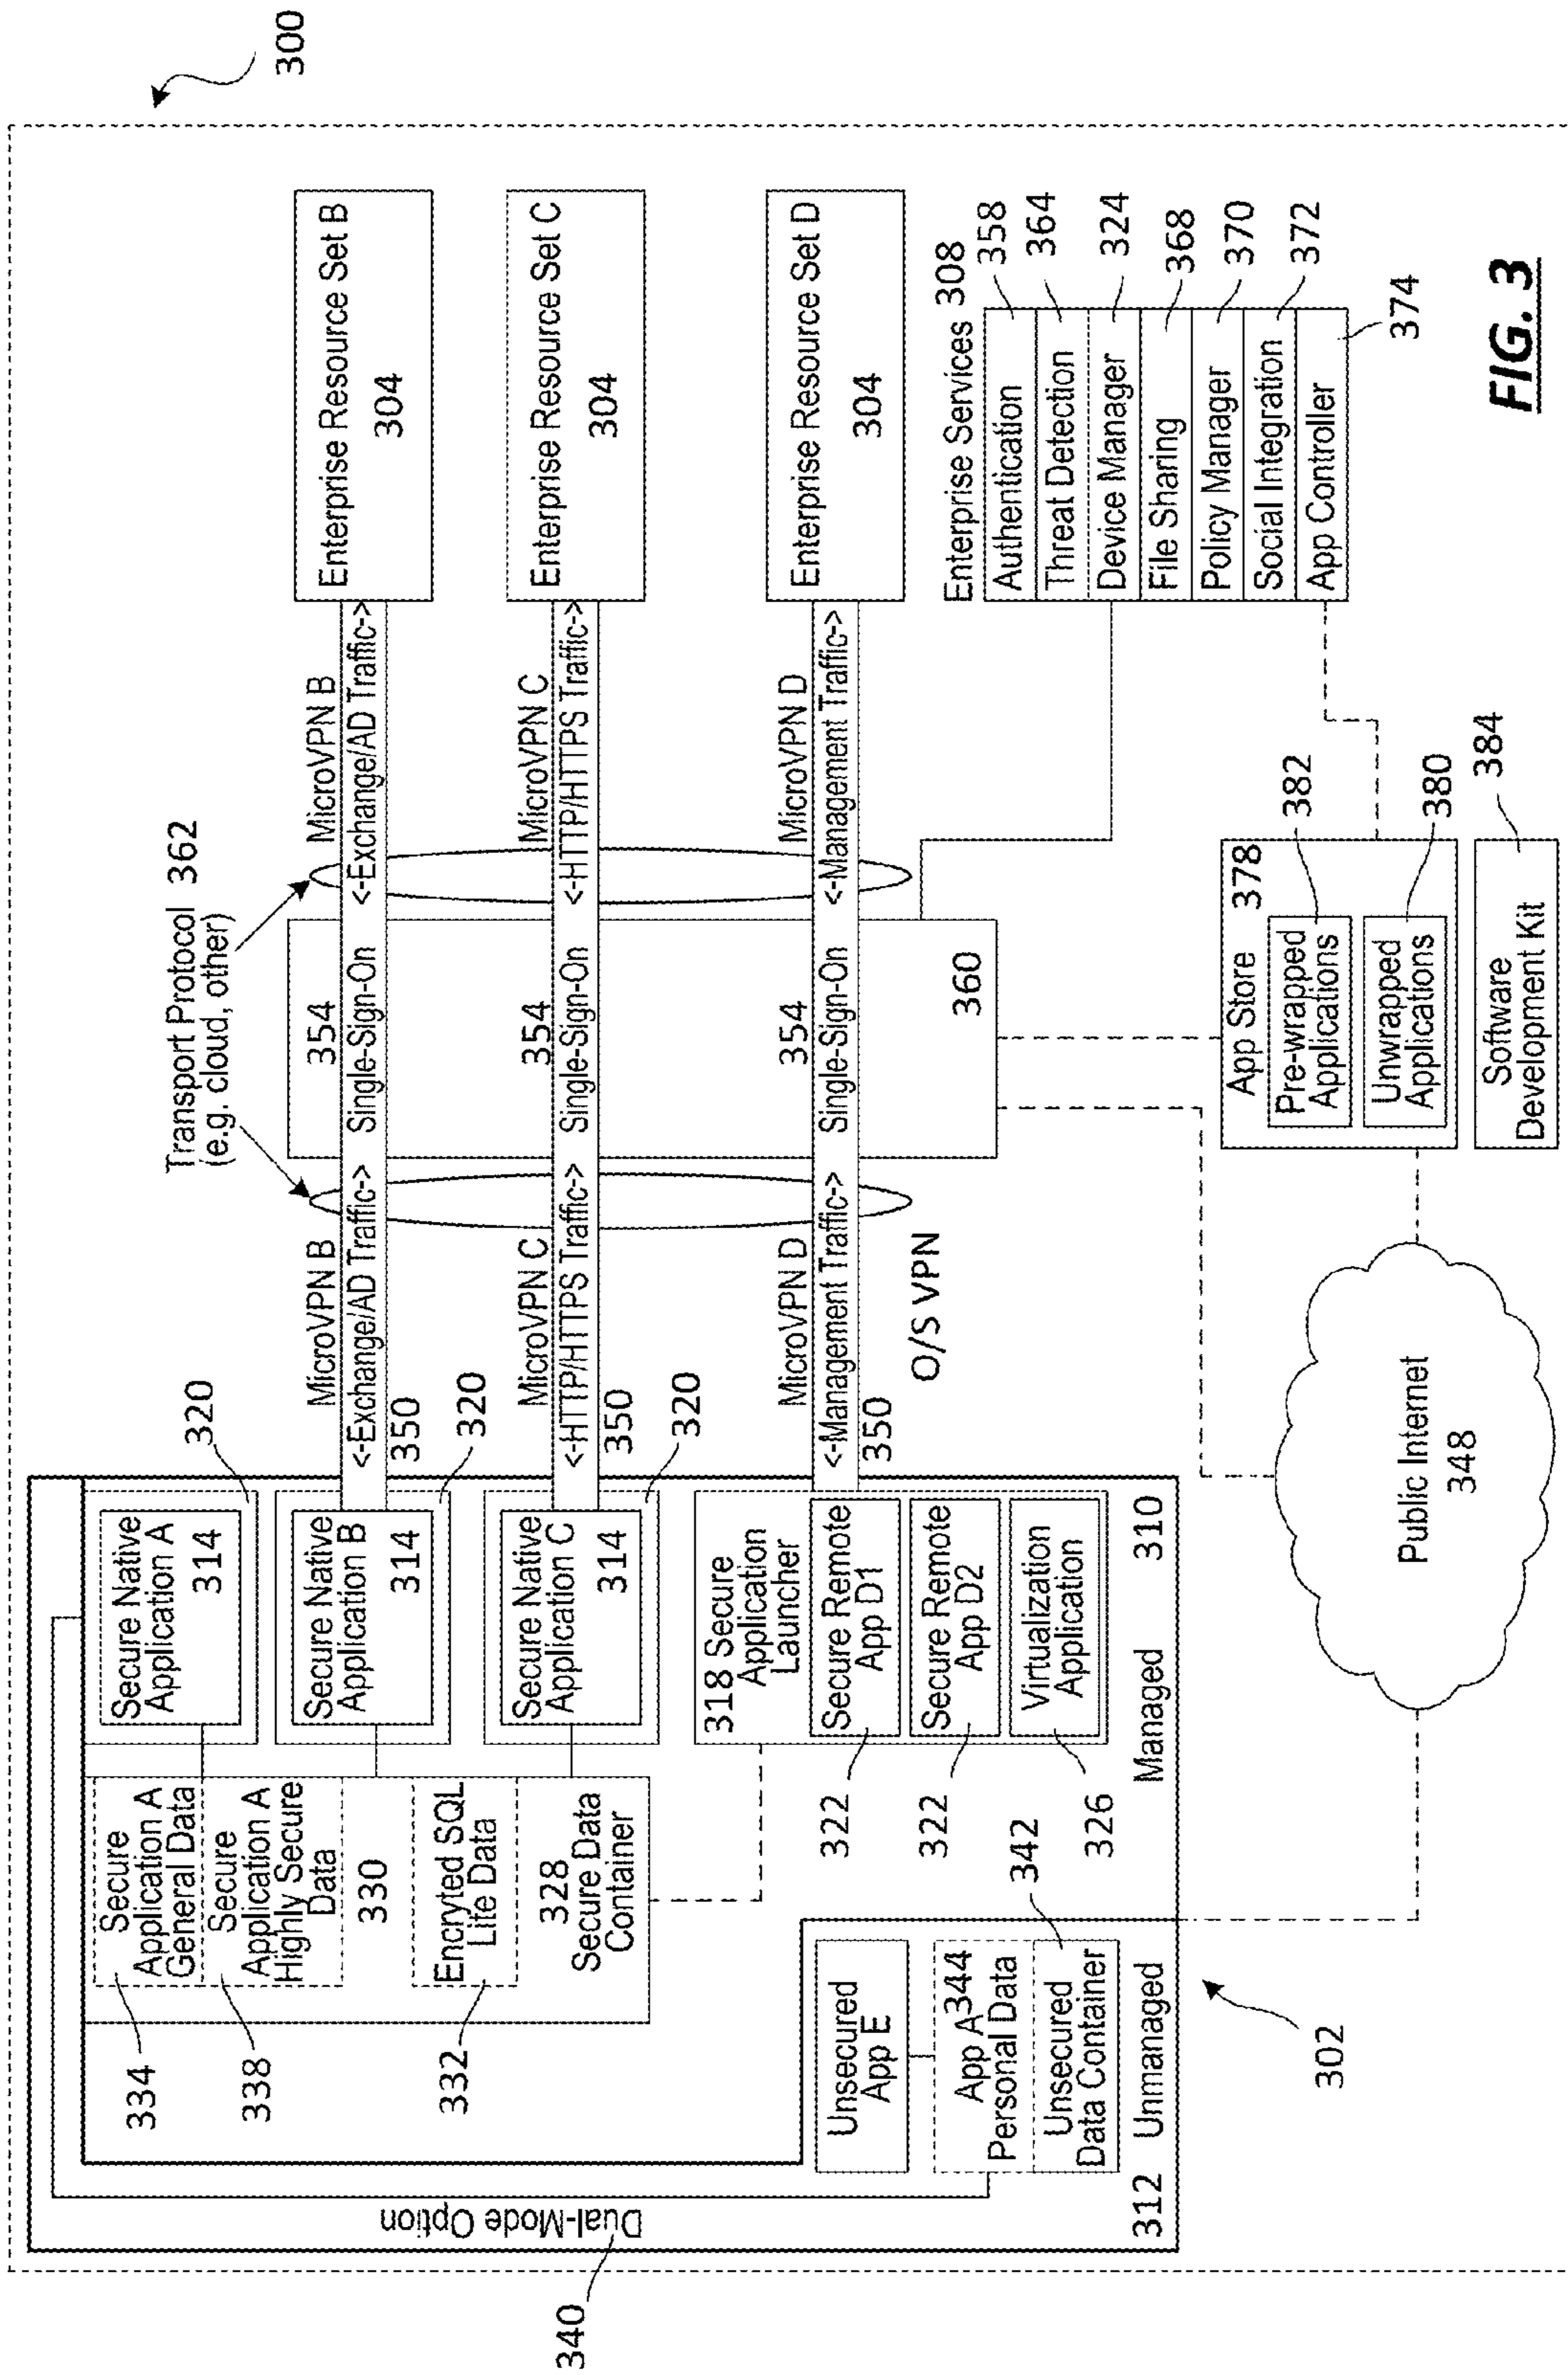 300
Transport Protocol 362
(e.g. cloud, other)
340
Dual-Mode Option
334
338
332
Secure
Application A
General Data
Secure
Application A
Highly Secure
Data
330
Encryted SQL
Lite Data
328
Secure Data
Container
Secure Native
Application A
314
320
Secure Native
Application B
314
320
Secure Native
Application C
314
320
318 Secure
Application
Launcher
Secure Remote
App D1
Secure Remote
App D2
Virtualization
Application
322
322
326
Managed
310
Unsecured
App E
App A
344
Personal Data
Unsecured
Data Container
342
312
Unmanaged
302
MicroVPN B
<-Exchange/AD Traffic->
350
354
Single-Sign-On
MicroVPN B
<-Exchange/AD Traffic->
Enterprise Resource Set B
304
MicroVPN C
<-HTTP/HTTPS Traffic->
350
354
Single-Sign-On
MicroVPN C
<-HTTP/HTTPS Traffic->
Enterprise Resource Set C
304
MicroVPN D
<-Management Traffic->
350
O/S VPN
354
Single-Sign-On
360
MicroVPN D
<-Management Traffic->
Enterprise Resource Set D
304
Enterprise Services 308
Authentication
358
Threat Detection
364
Device Manager
324
File Sharing
368
Policy Manager
370
Social Integration
372
App Controller
374
Public Internet
348
App Store 378
Pre-wrapped
Applications
382
Unwrapped
Applications
380
Software
Development Kit
384
FIG. 3